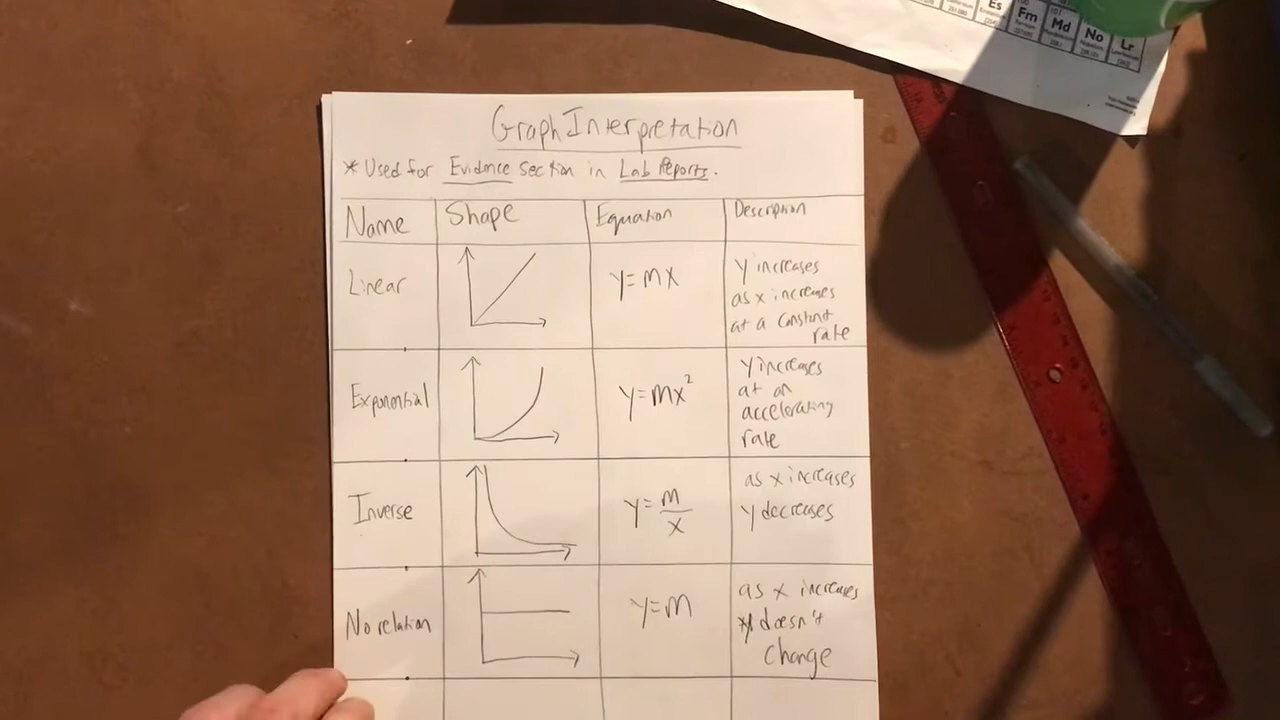 Es
Fm
Md
No
Lr
Graph Interpretation
* Used for Evidence section in Lab Reports.
Name
Shape
Equation
Description
Linear
y=mx
y increases
as x increases
at a constant
rate
Exponential
y=mx²
y increases
at an
accelerating
rate
Inverse
y=m/x
as x increases
y decreases
No relation
y=m
as x increases
y doesn't
change